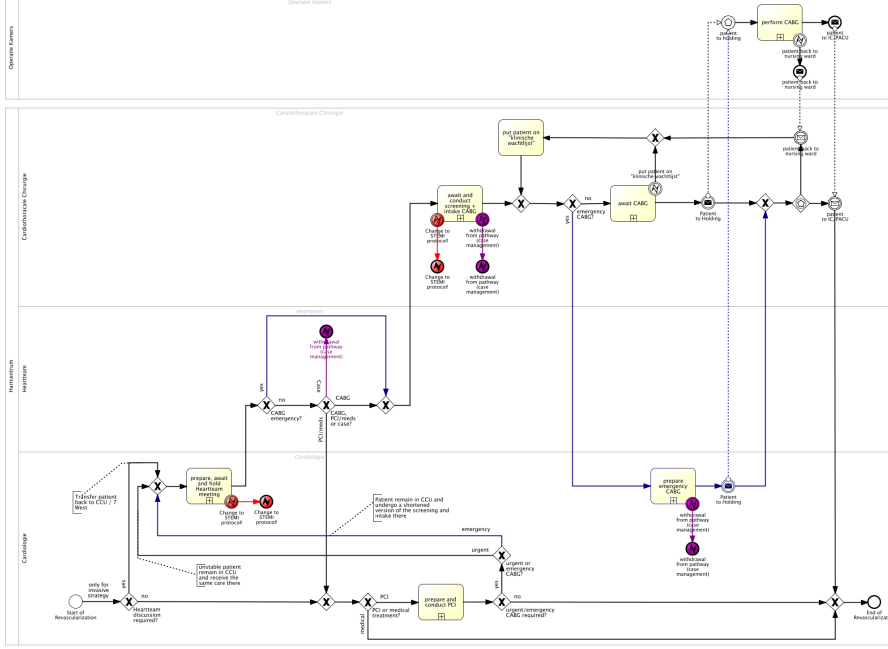 Operatie Kamers
Operatie Kamers
perform CABG
patient
to holding
patient
to IC/PACU
patient back to
nursing ward
patient back to
nursing ward
Hartcentrum
Cardiothoracale Chirurgie
Cardiothoracale Chirurgie
put patient on
"klinische
wachtlijst"
patient back to
nursing ward
put patient on
"klinische wachtlijst"
await and
conduct
screening +
intake CABG
no
emergency
CABG?
yes
await CABG
Patient
to Holding
patient
to IC/PACU
Change to
STEMI
protocol!
withdrawal
from pathway
(case
management)
Change to
STEMI
protocol!
withdrawal
from pathway
(case
management)
Heartteam
Heartteam
withdrawal
from pathway
(case
management)
yes
no
CABG
emergency?
Case
CABG
CABG,
PCI/meds
or case?
PCI/meds
Cardiologie
Cardiologie
Transfer patient
back to CCU / 7
West
prepare, await
and hold
Heartteam
meeting
Change to
STEMI
protocol!
Change to
STEMI
protocol!
Patient remain in CCU and
undergo a shortened
version of the screening and
intake there
prepare
emergency
CABG
Patient
to Holding
withdrawal
from pathway
(case
management)
withdrawal
from pathway
(case
management)
emergency
urgent
urgent or
emergency
CABG?
unstable patient
remain in CCU
and receive the
same care there
only for
invasive
strategy
yes
no
Start of
Revascularization
Heartteam
discussion
required?
PCI
PCI or medical
treatment?
medical
prepare and
conduct PCI
yes
no
urgent/emergency
CABG required?
End of
Revascularizat